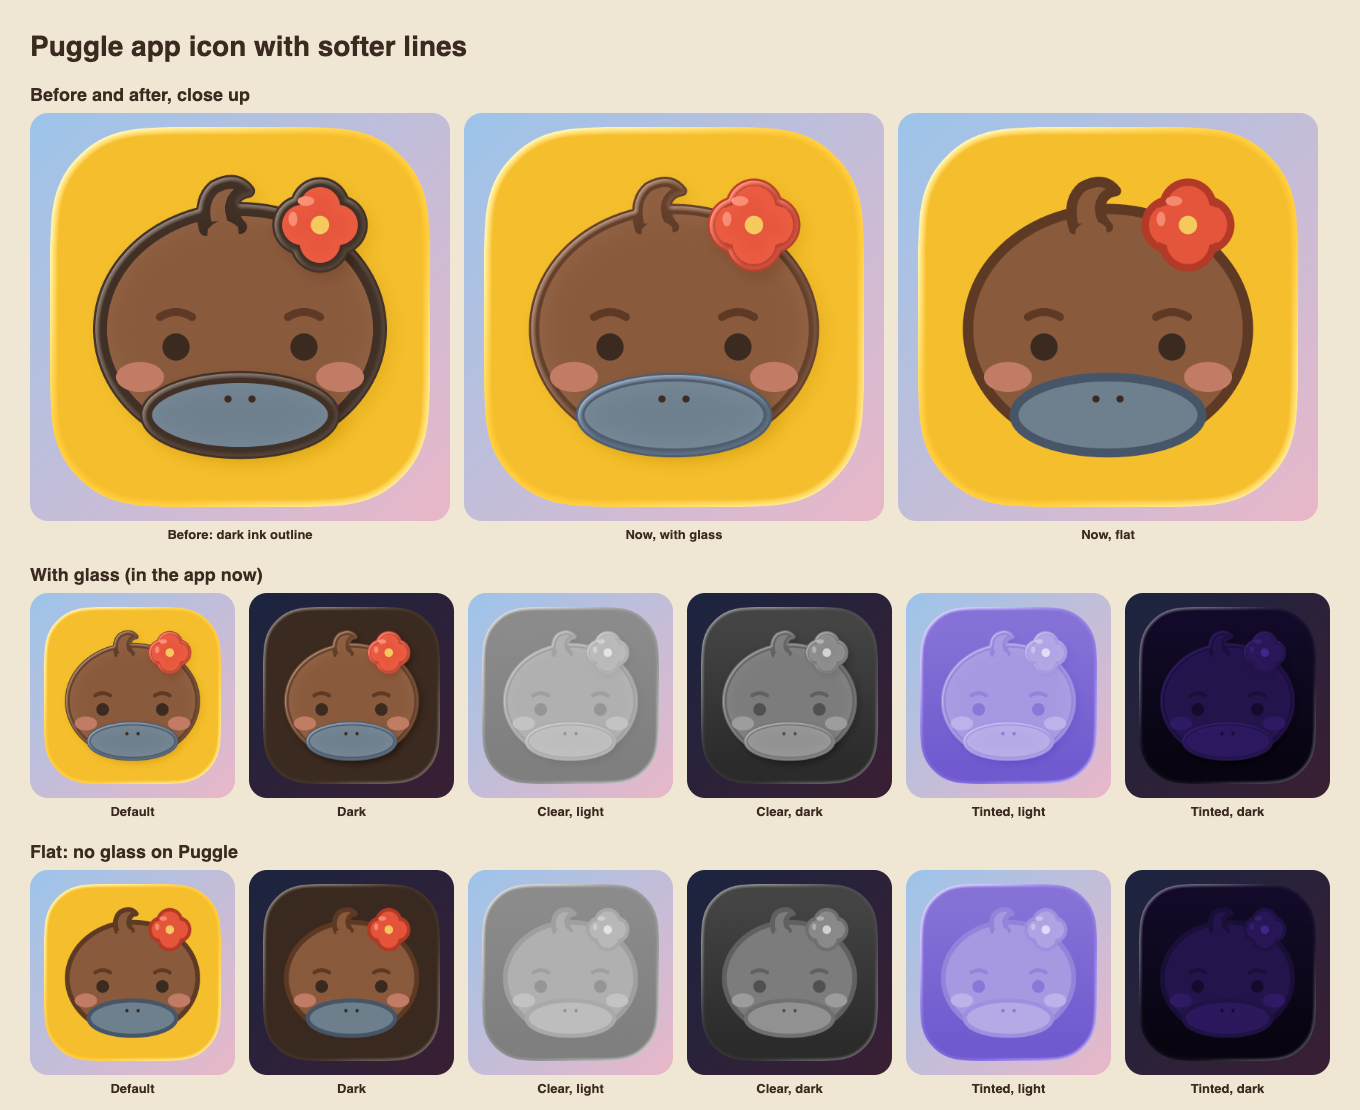 Puggle app icon with softer lines
Before and after, close up
Before: dark ink outline
Now, with glass
Now, flat
With glass (in the app now)
Default
Dark
Clear, light
Clear, dark
Tinted, light
Tinted, dark
Flat: no glass on Puggle
Default
Dark
Clear, light
Clear, dark
Tinted, light
Tinted, dark